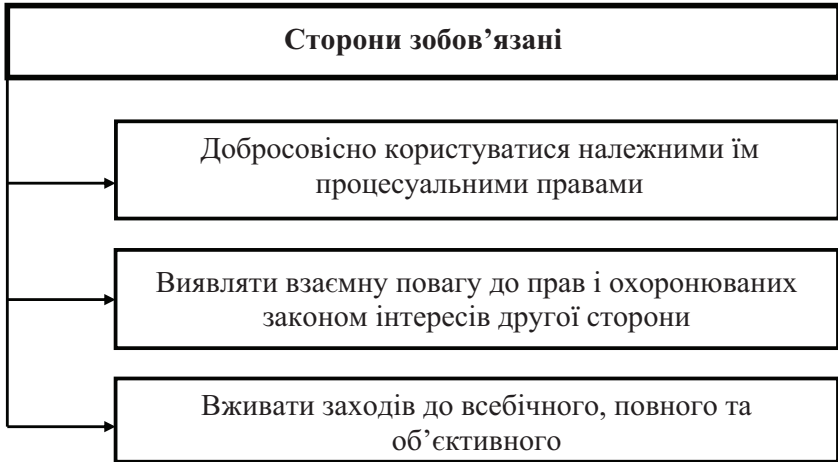 Сторони зобов’язані
Добросовісно користуватися належними їм
процесуальними правами
Виявляти взаємну повагу до прав і охоронюваних
законом інтересів другої сторони
Вживати заходів до всебічного, повного та
об’єктивного